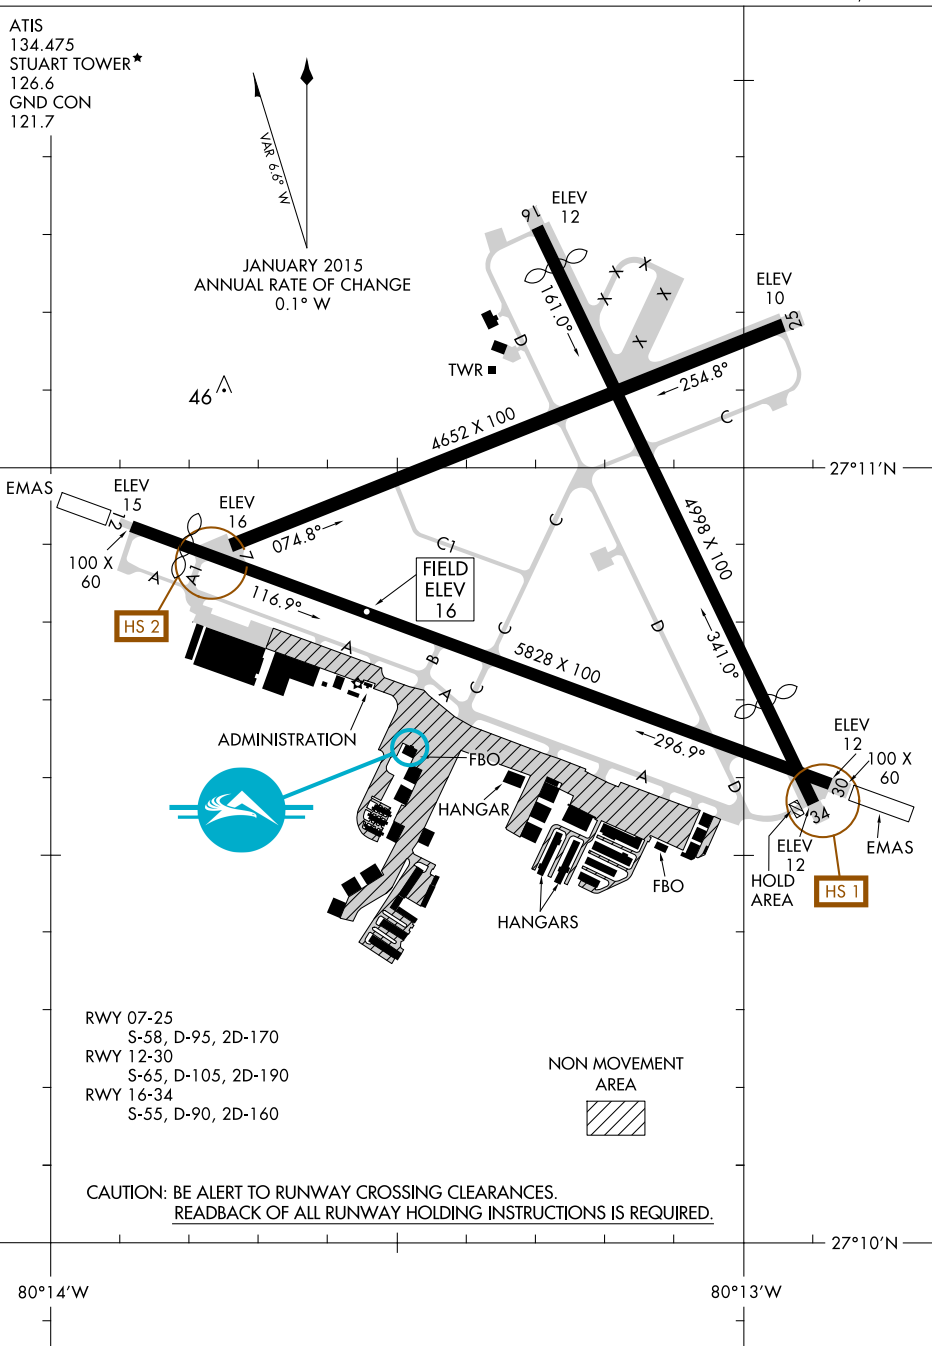 ATIS
134.475
STUART TOWER★
126.6
GND CON
121.7
VAR 6.6° W
JANUARY 2015
ANNUAL RATE OF CHANGE
0.1° W
16
ELEV
12
161.0°
D
ELEV
10
25
TWR
254.8°
46
4652 X 100
C
27°11'N
EMAS
ELEV
15
12
ELEV
16
7
074.8°
4998 X 100
C
C1
100 X
60
A
A1
FIELD
ELEV
16
116.9°
HS 2
C
D
341.0°
A
B
5828 X 100
A
C
ADMINISTRATION
296.9°
ELEV
12
100 X
60
FBO
A
D
30
HANGAR
34
ELEV
12
EMAS
HOLD
AREA
HS 1
FBO
HANGARS
RWY 07-25
S-58, D-95, 2D-170
RWY 12-30
S-65, D-105, 2D-190
RWY 16-34
S-55, D-90, 2D-160
NON MOVEMENT
AREA
CAUTION: BE ALERT TO RUNWAY CROSSING CLEARANCES.
READBACK OF ALL RUNWAY HOLDING INSTRUCTIONS IS REQUIRED.
27°10'N
80°14'W
80°13'W
X
X
X
X
X